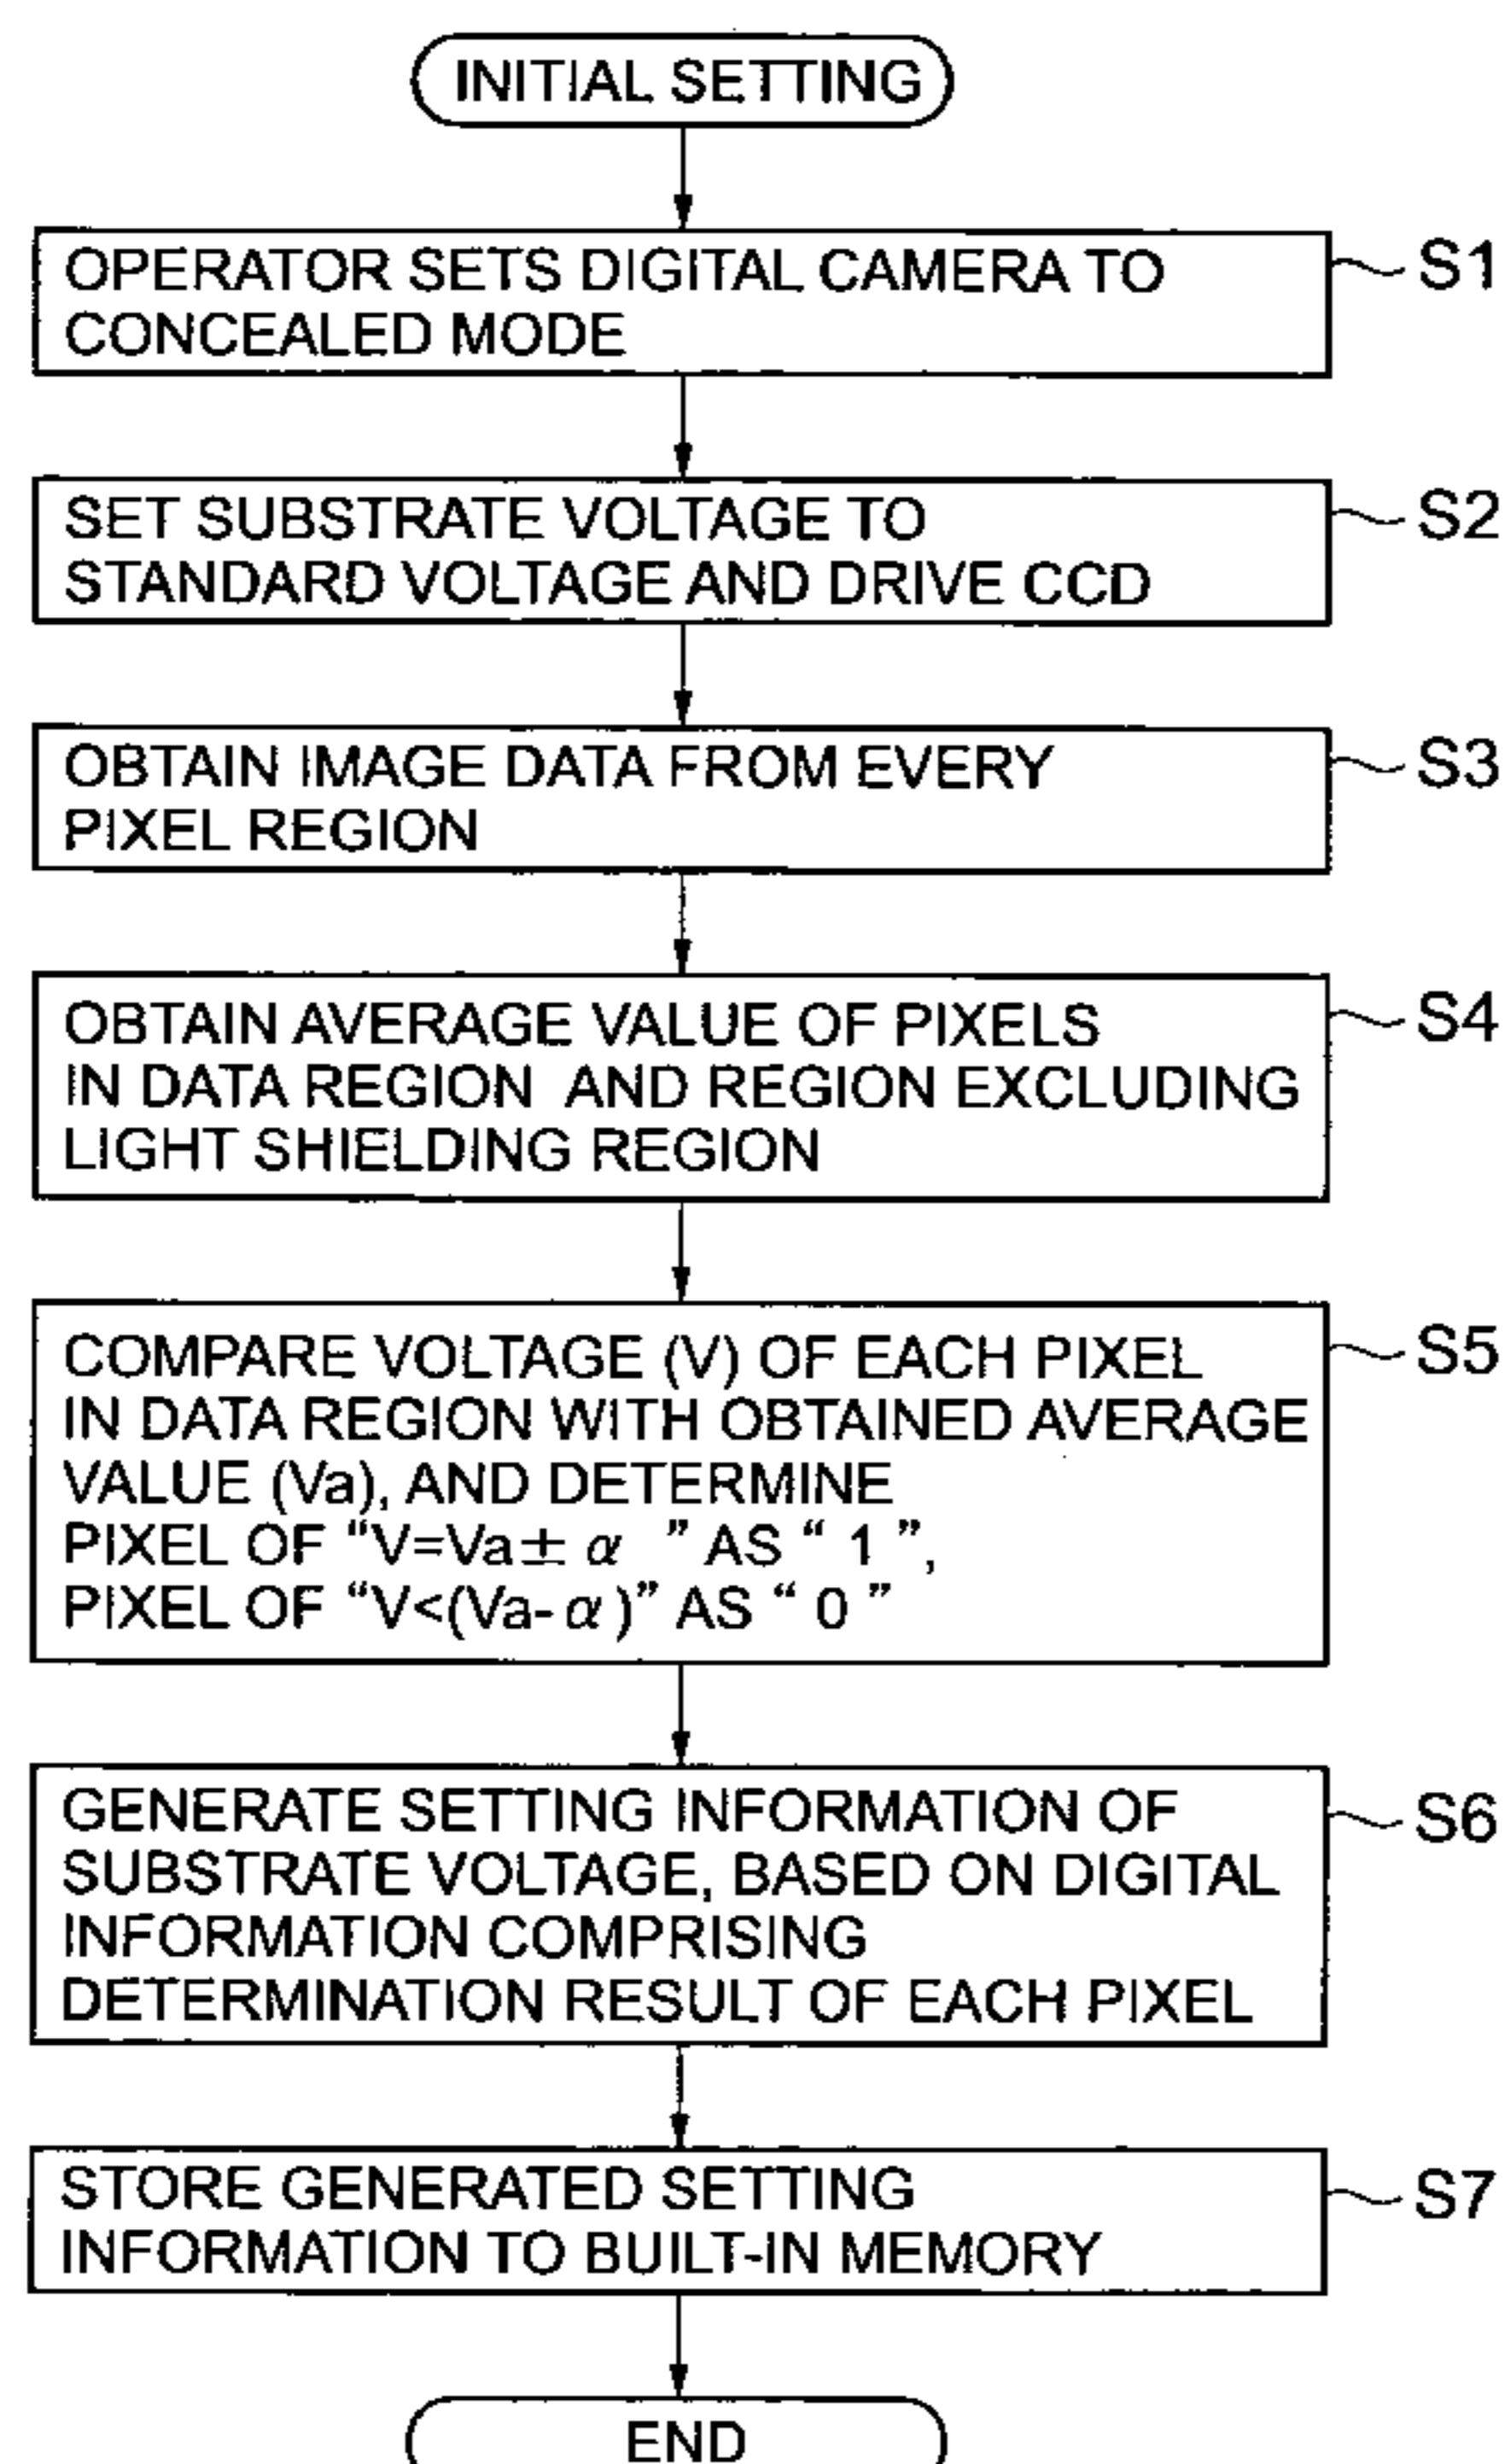 INITIAL SETTING
OPERATOR SETS DIGITAL CAMERA TO
CONCEALED MODE
S1
SET SUBSTRATE VOLTAGE TO
STANDARD VOLTAGE AND DRIVE CCD
S2
OBTAIN IMAGE DATA FROM EVERY
PIXEL REGION
S3
OBTAIN AVERAGE VALUE OF PIXELS
IN DATA REGION AND REGION EXCLUDING
LIGHT SHIELDING REGION
S4
COMPARE VOLTAGE (V) OF EACH PIXEL
IN DATA REGION WITH OBTAINED AVERAGE
VALUE (Va), AND DETERMINE
PIXEL OF “V=Va± α ” AS “ 1 ”,
PIXEL OF “V<(Va- α )” AS “ 0 ”
S5
GENERATE SETTING INFORMATION OF
SUBSTRATE VOLTAGE, BASED ON DIGITAL
INFORMATION COMPRISING
DETERMINATION RESULT OF EACH PIXEL
S6
STORE GENERATED SETTING
INFORMATION TO BUILT-IN MEMORY
S7
END